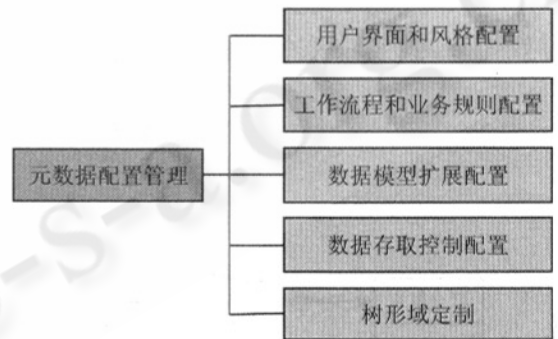 用户界面和风格配置
工作流程和业务规则配置
元数据配置管理
数据模型扩展配置
数据存取控制配置
树形域定制